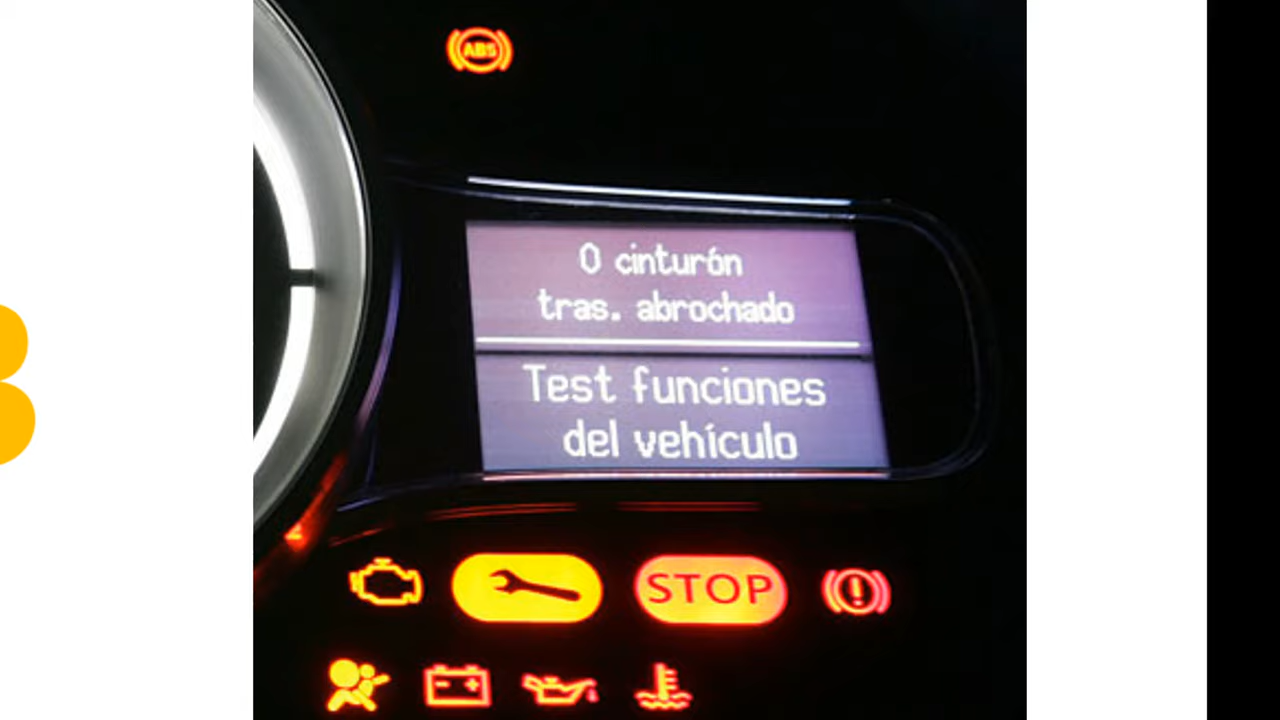 ABS
0 cinturón
tras. abrochado
Test funciones
del vehículo
STOP